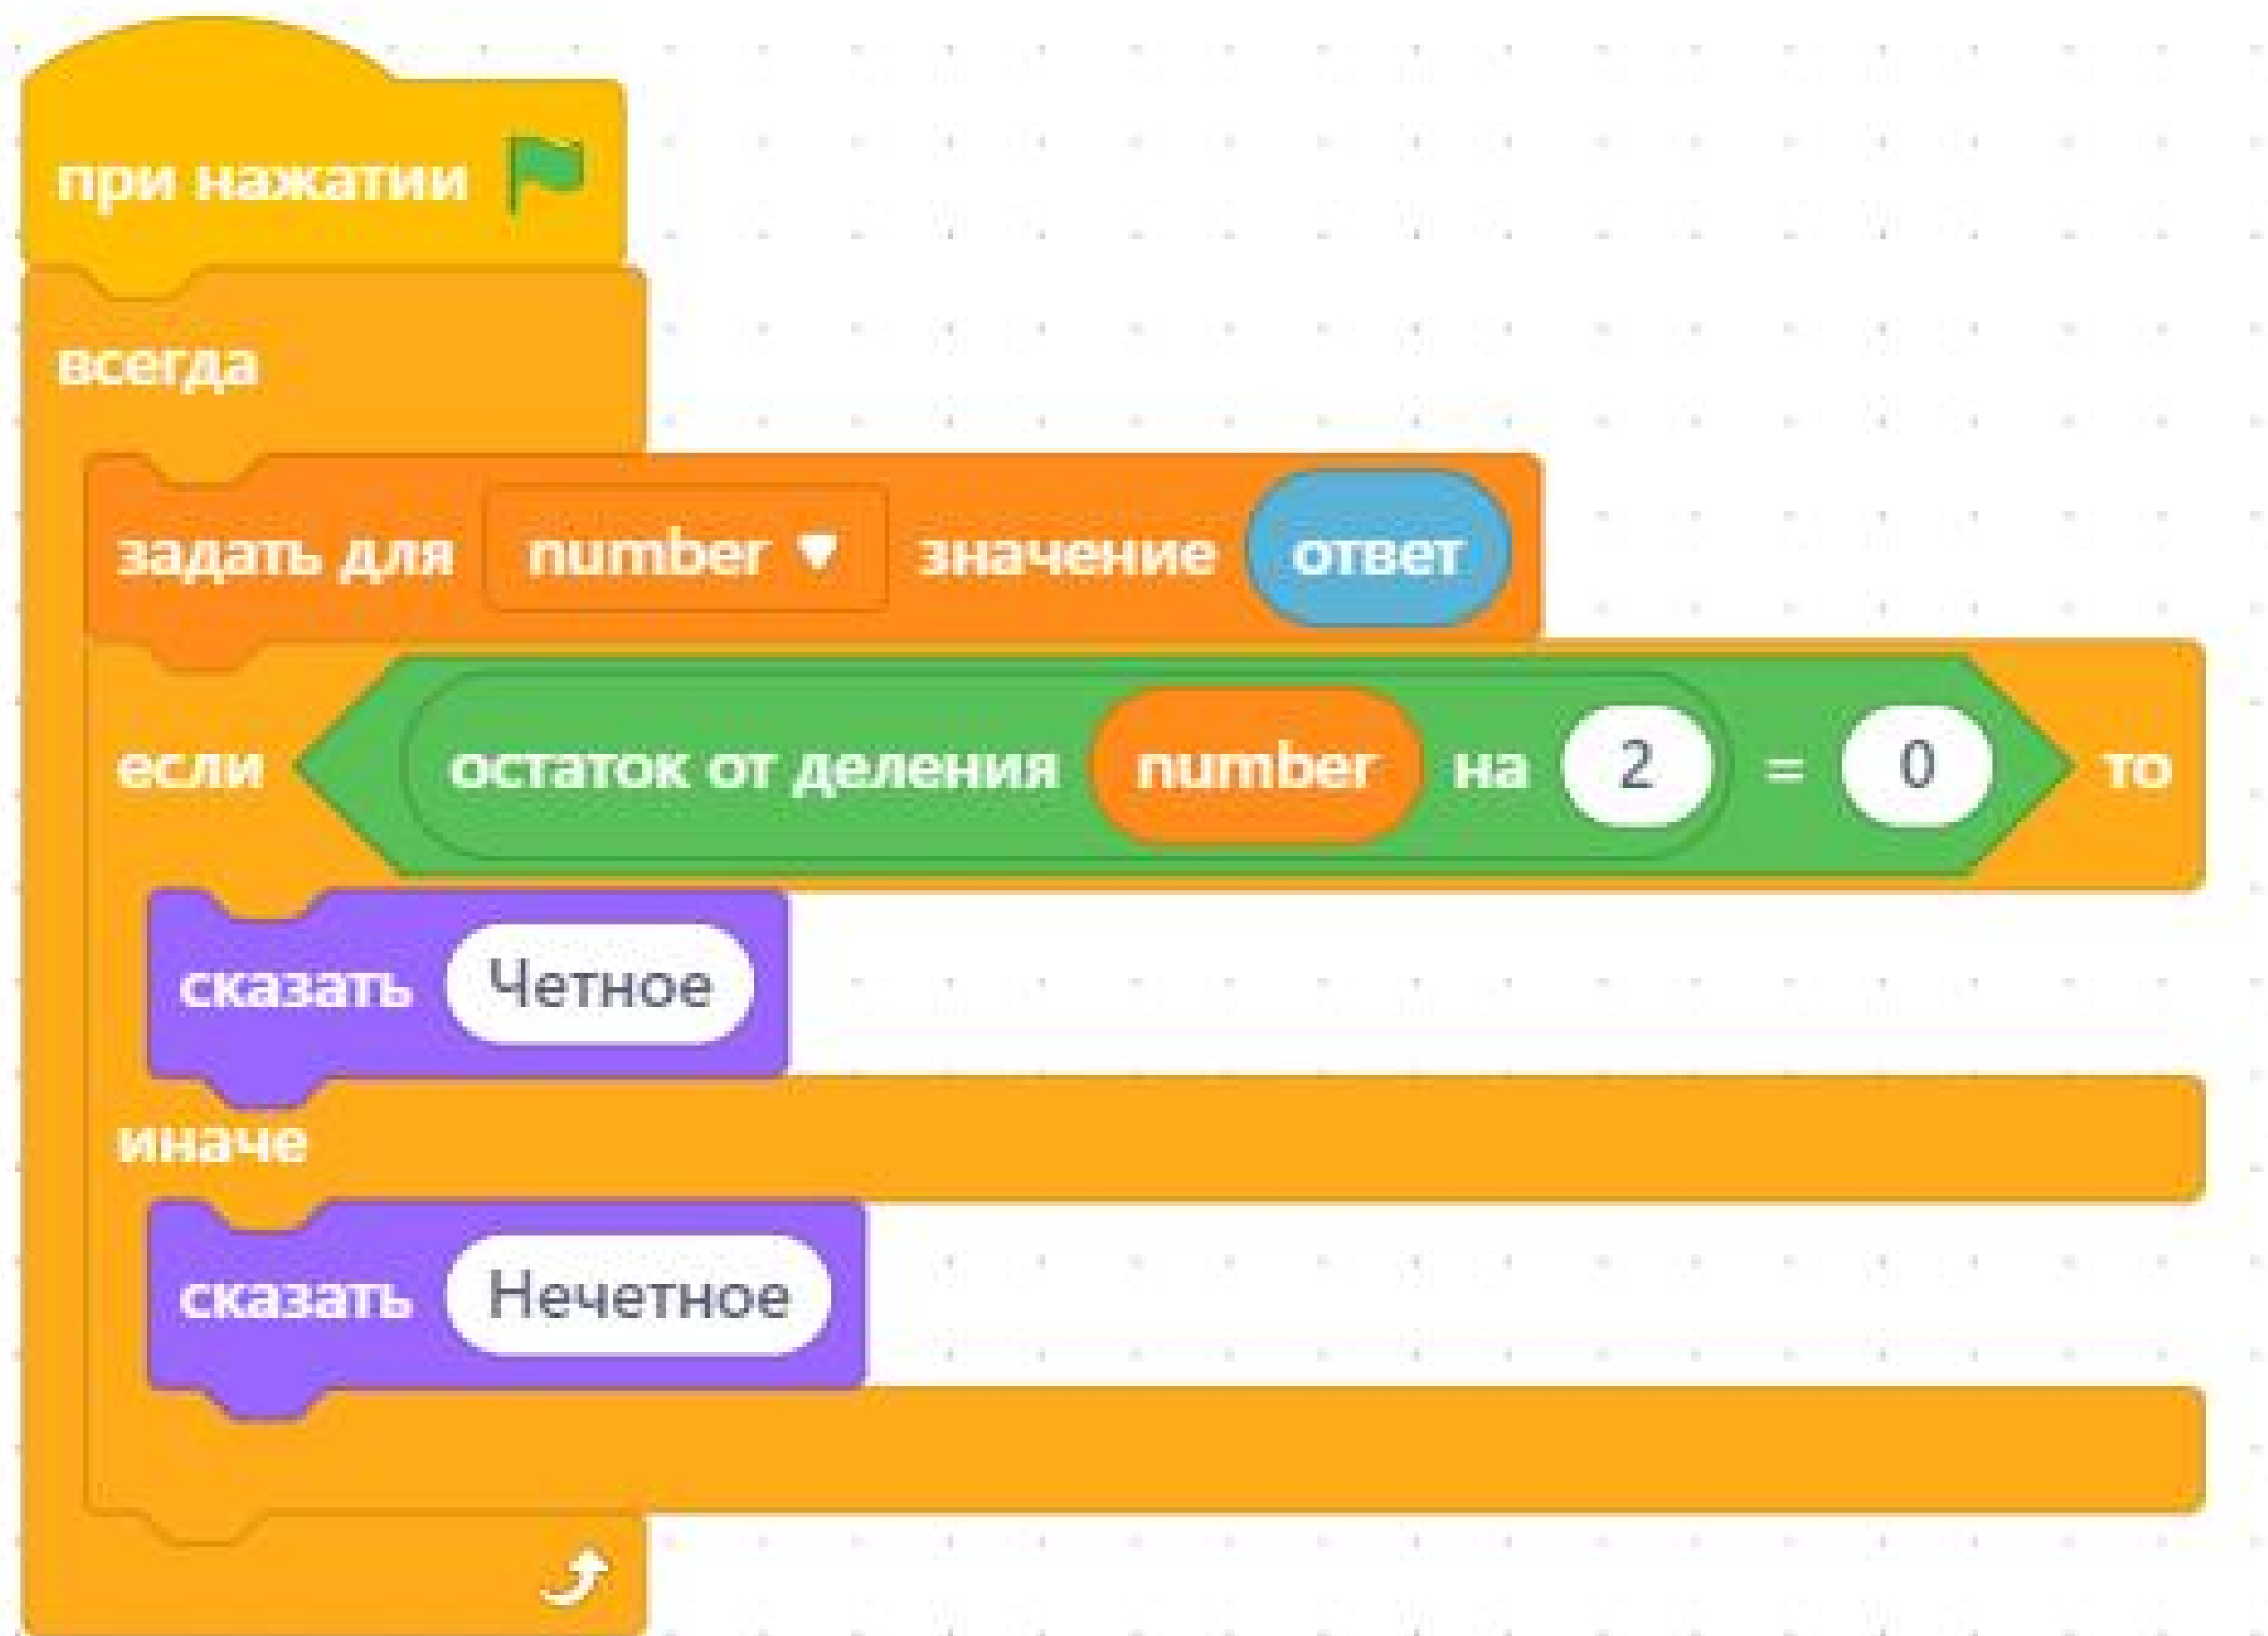 при нажатии
всегда
задать для number значение ответ
если остаток от деления number на 2 = 0 то
сказать Четное
иначе
сказать Нечетное